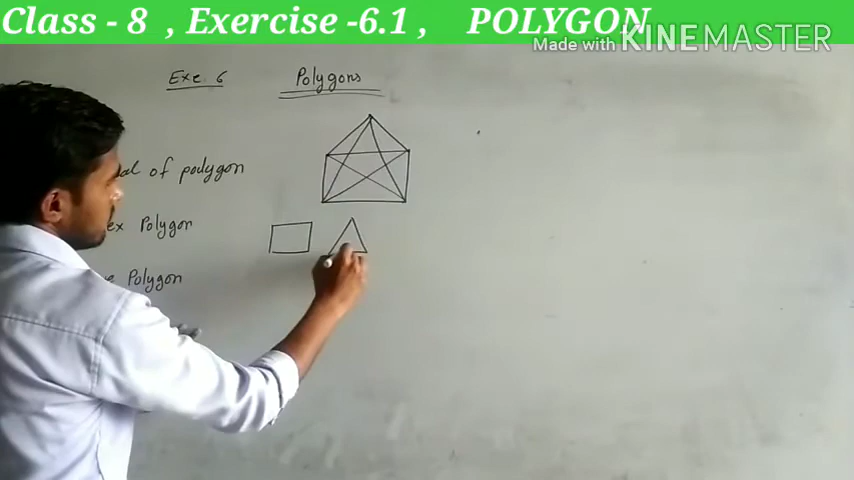 Class - 8 , Exercise -6.1 , POLYGON
Made with KINEMASTER
Exe. 6 Polygons
of polygon
Polygon
Polygon